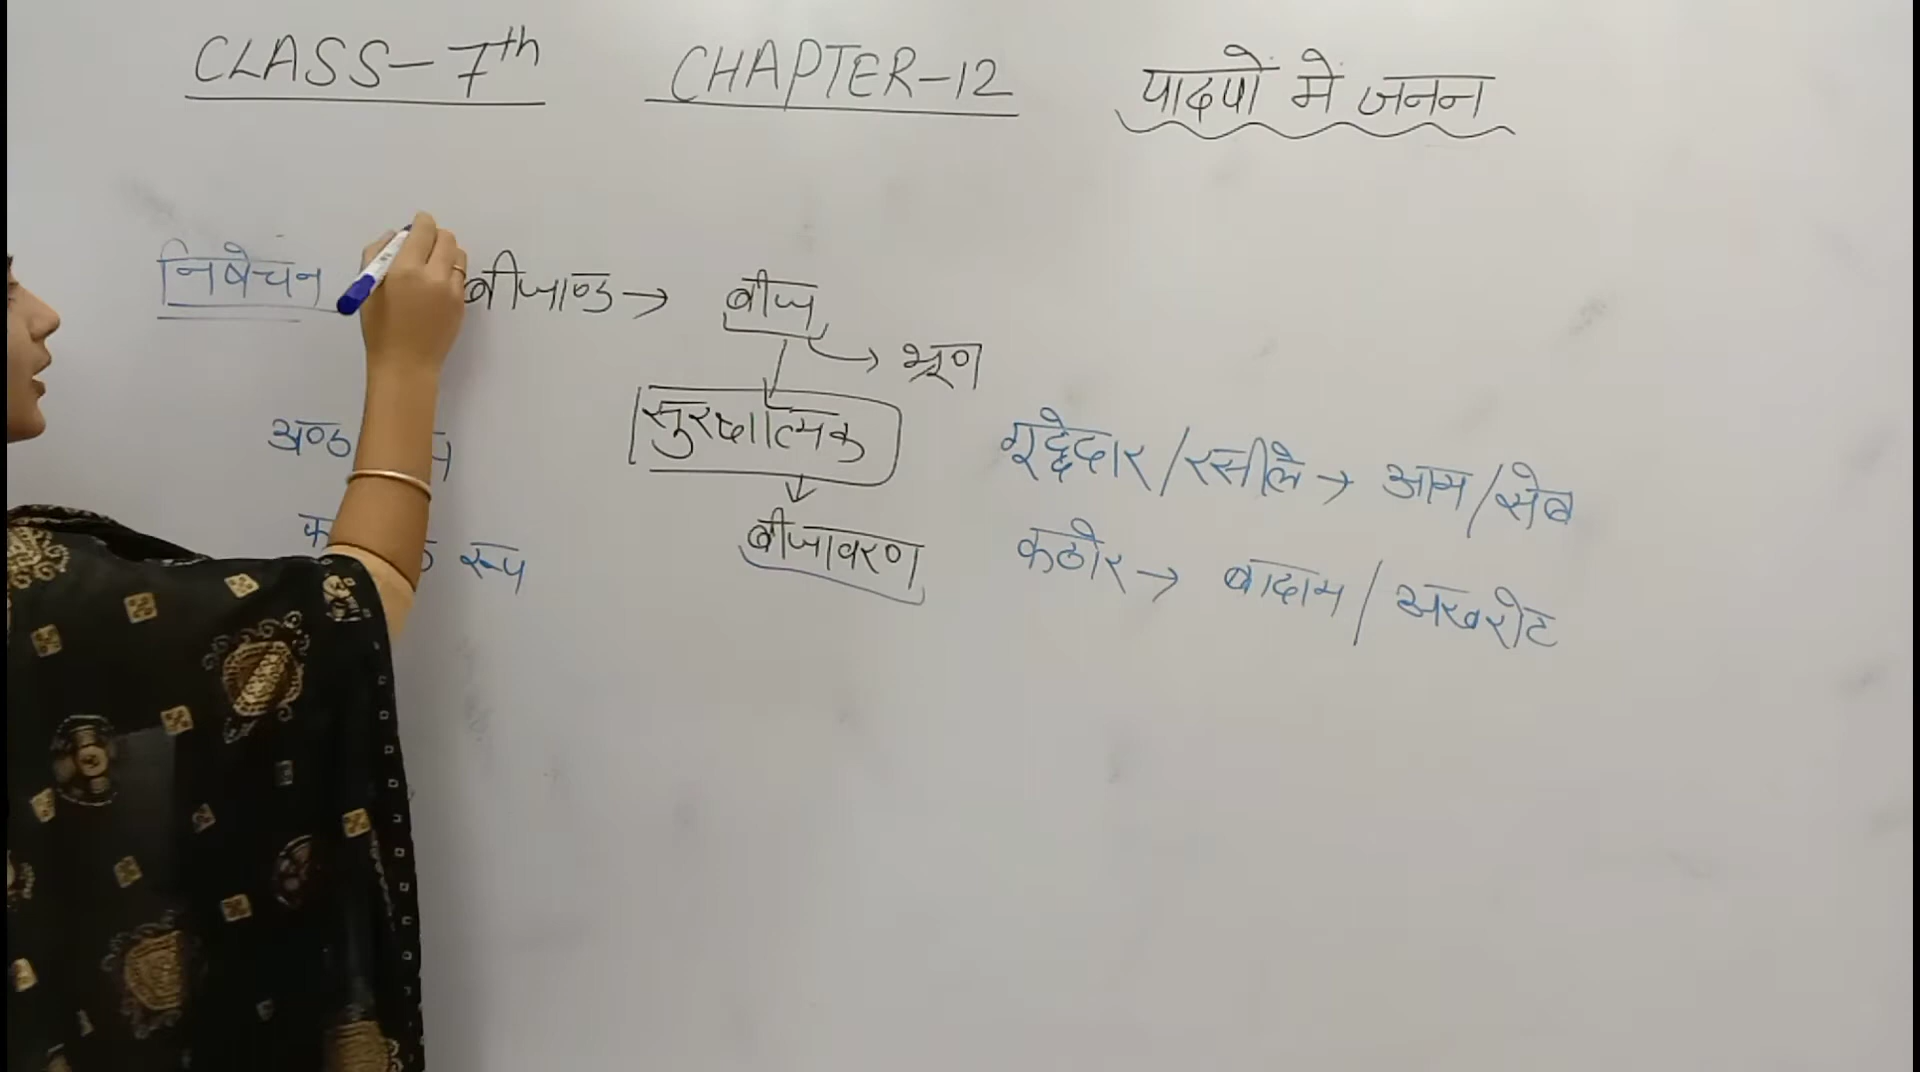 CLASS-7th CHAPTER-12 पादपों में जनन
निषेचन बीजाण्ड → बीज
→ भ्रूण
सुरक्षात्मक
गूद्देदार/रसीले → आम/सेब
बीजावरण
कठोर → बादाम/अखरोट
रूप